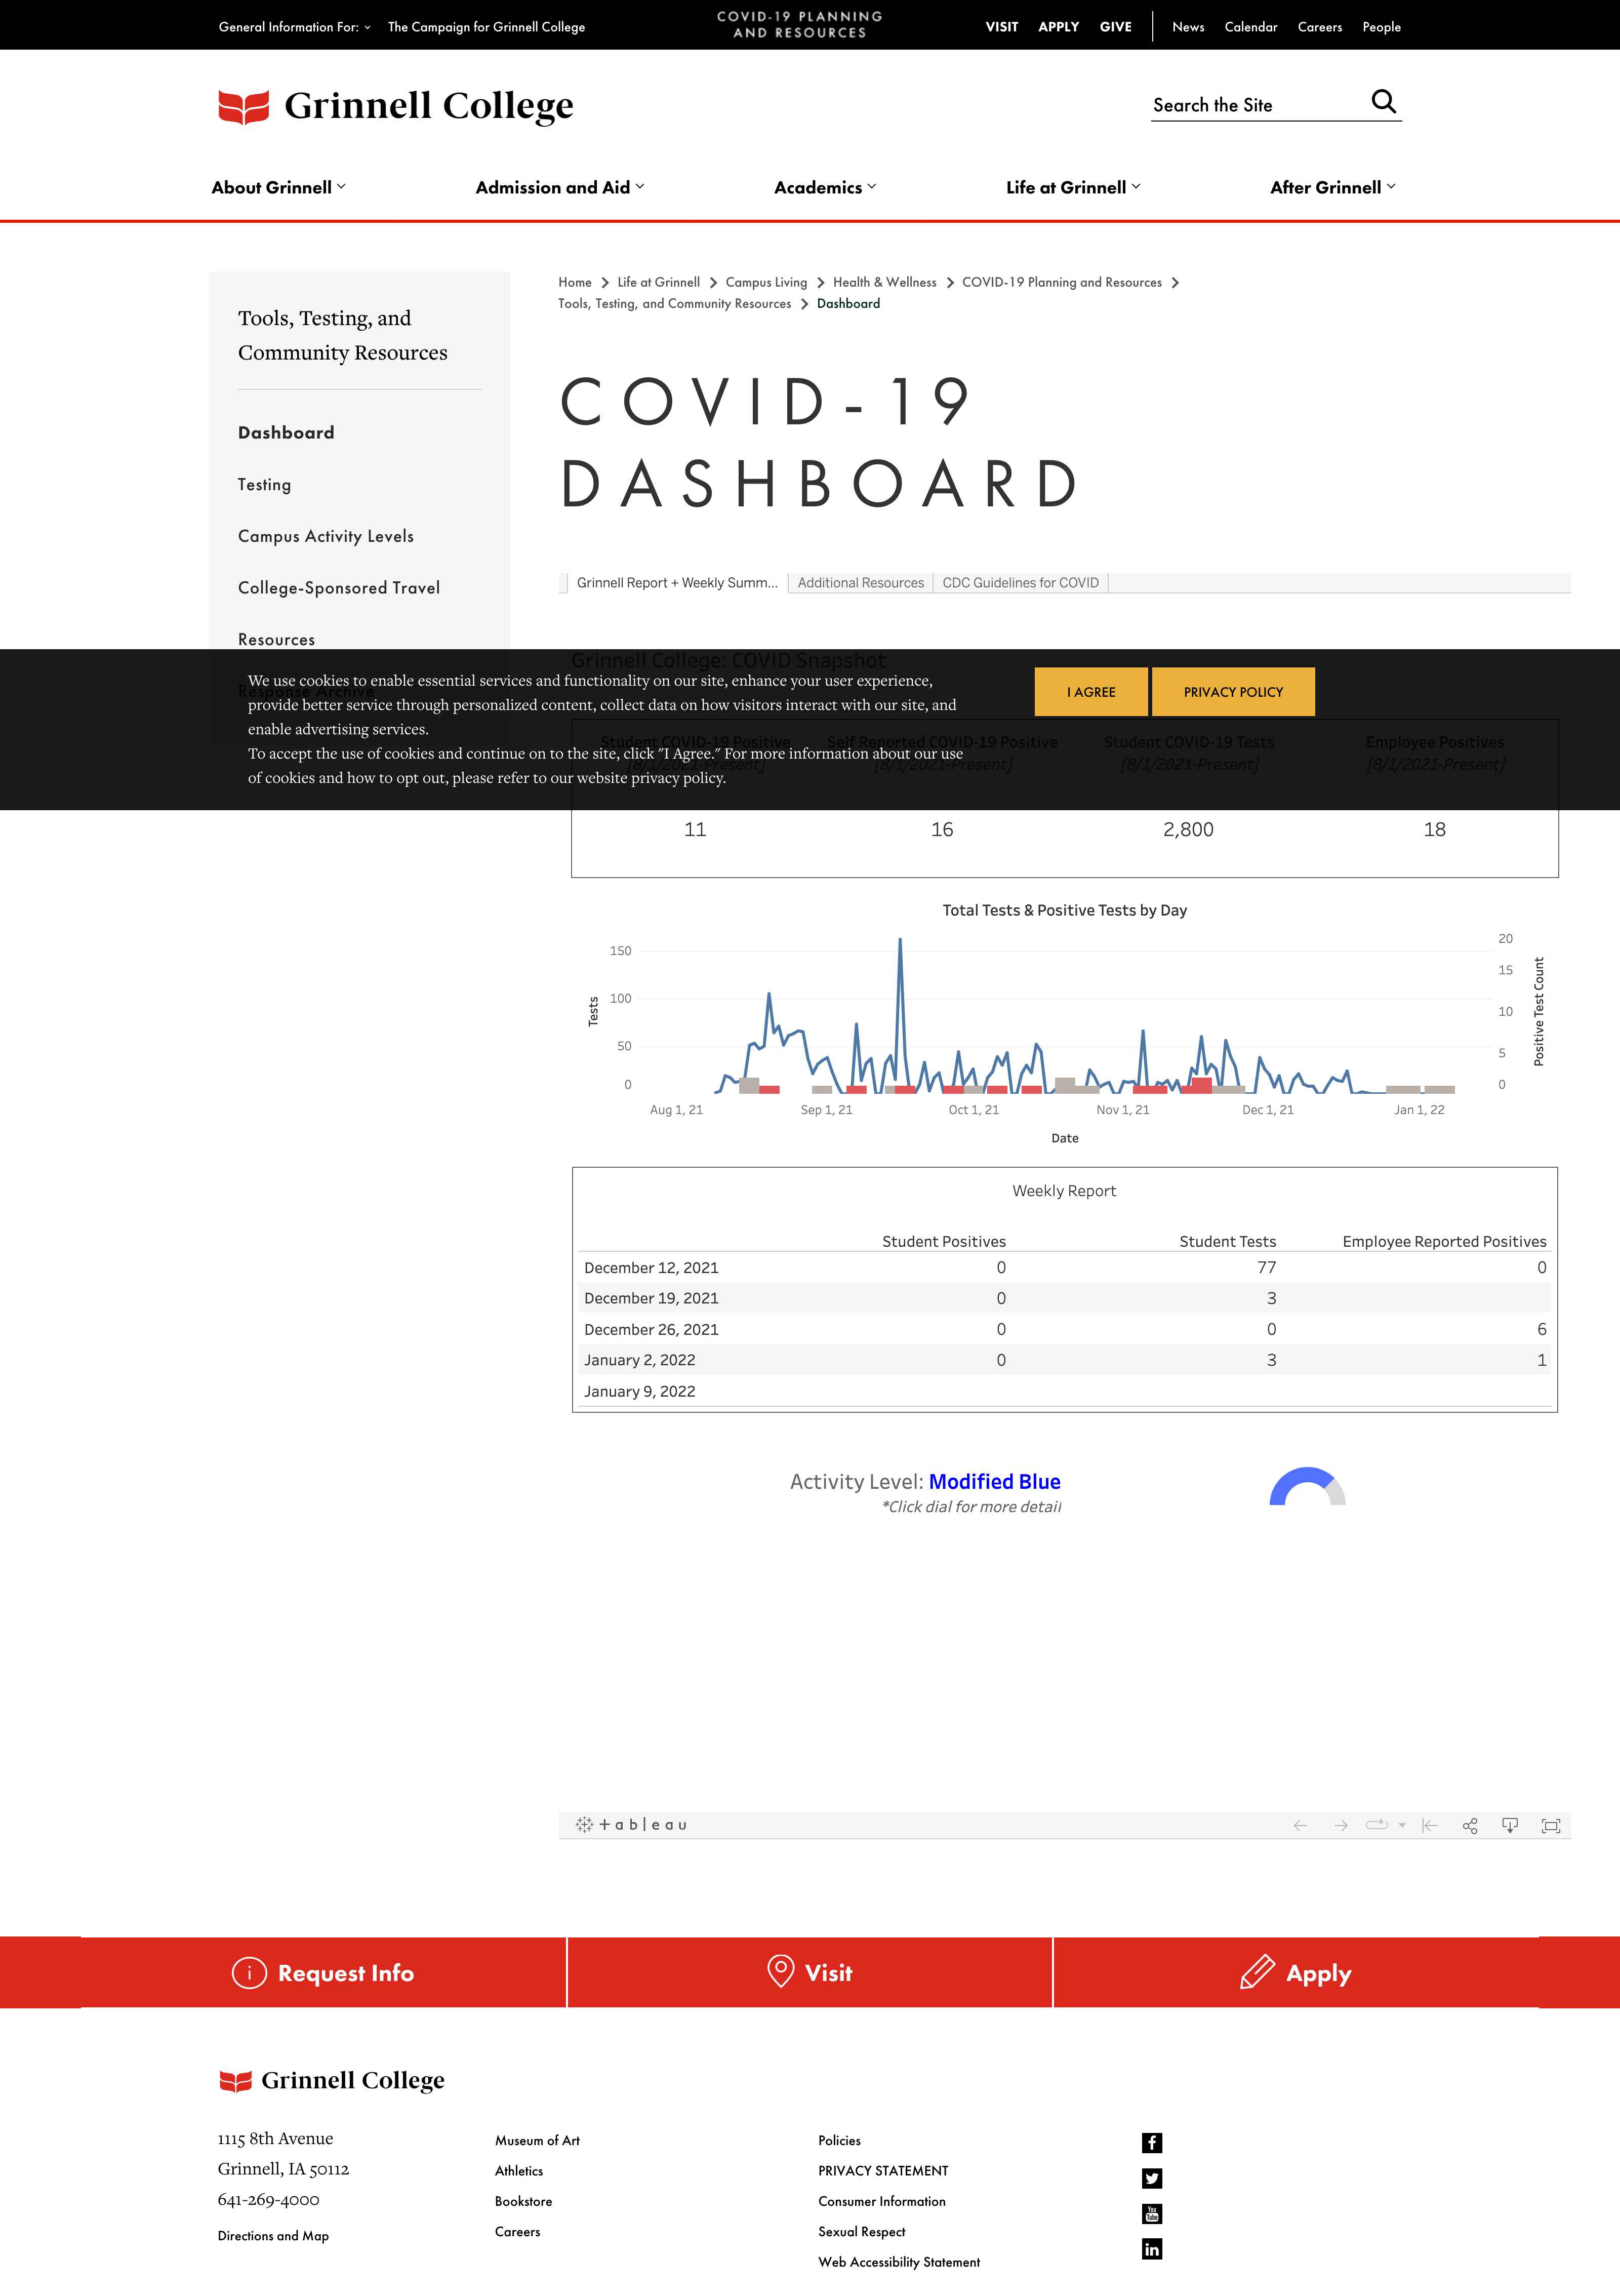 General Information For:
The Campaign for Grinnell College
COVID-19 PLANNING
AND RESOURCES
VISIT APPLY GIVE News Calendar Careers People
Grinnell College
Search the Site
About Grinnell Admission and Aid Academics Life at Grinnell After Grinnell
Tools, Testing, and
Community Resources
Dashboard
Testing
Campus Activity Levels
College-Sponsored Travel
Resources
Response Archive
Home Life at Grinnell Campus Living Health & Wellness COVID-19 Planning and Resources
Tools, Testing, and Community Resources Dashboard
COVID-19
DASHBOARD
Grinnell Report + Weekly Summ... Additional Resources CDC Guidelines for COVID
Grinnell College: COVID Snapshot
We use cookies to enable essential services and functionality on our site, enhance your user experience,
provide better service through personalized content, collect data on how visitors interact with our site, and
enable advertising services.
To accept the use of cookies and continue on to the site, click "I Agree." For more information about our use
of cookies and how to opt out, please refer to our website privacy policy.
I AGREE PRIVACY POLICY
Student COVID-19 Positive Self Reported COVID-19 Positive Student COVID-19 Tests Employee Positives
[8/1/2021-Present] [8/1/2021-Present] [8/1/2021-Present] [8/1/2021-Present]
11 16 2,800 18
Total Tests & Positive Tests by Day
Tests
150
100
50
0
20
15
10
5
0
Positive Test Count
Aug 1, 21 Sep 1, 21 Oct 1, 21 Nov 1, 21 Dec 1, 21 Jan 1, 22
Date
Weekly Report
Student Positives Student Tests Employee Reported Positives
December 12, 2021 0 77 0
December 19, 2021 0 3
December 26, 2021 0 0 6
January 2, 2022 0 3 1
January 9, 2022
Activity Level: Modified Blue
*Click dial for more detail
+ableau
Request Info Visit Apply
Grinnell College
1115 8th Avenue
Grinnell, IA 50112
641-269-4000
Directions and Map
Museum of Art
Athletics
Bookstore
Careers
Policies
PRIVACY STATEMENT
Consumer Information
Sexual Respect
Web Accessibility Statement
f
You
Tube
in